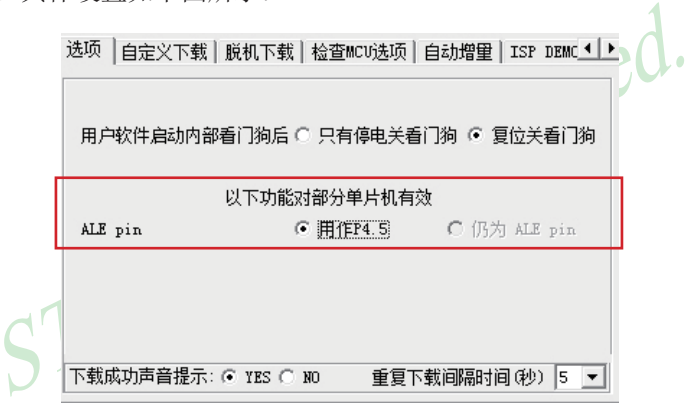 选项 自定义下载 脱机下载 检查MCU选项 自动增量 ISP DEMO
用户软件启动内部看门狗后 只有停电关看门狗 复位关看门狗
以下功能对部分单片机有效
ALE pin 用作P4.5 仍为 ALE pin
下载成功声音提示: YES NO 重复下载间隔时间(秒) 5